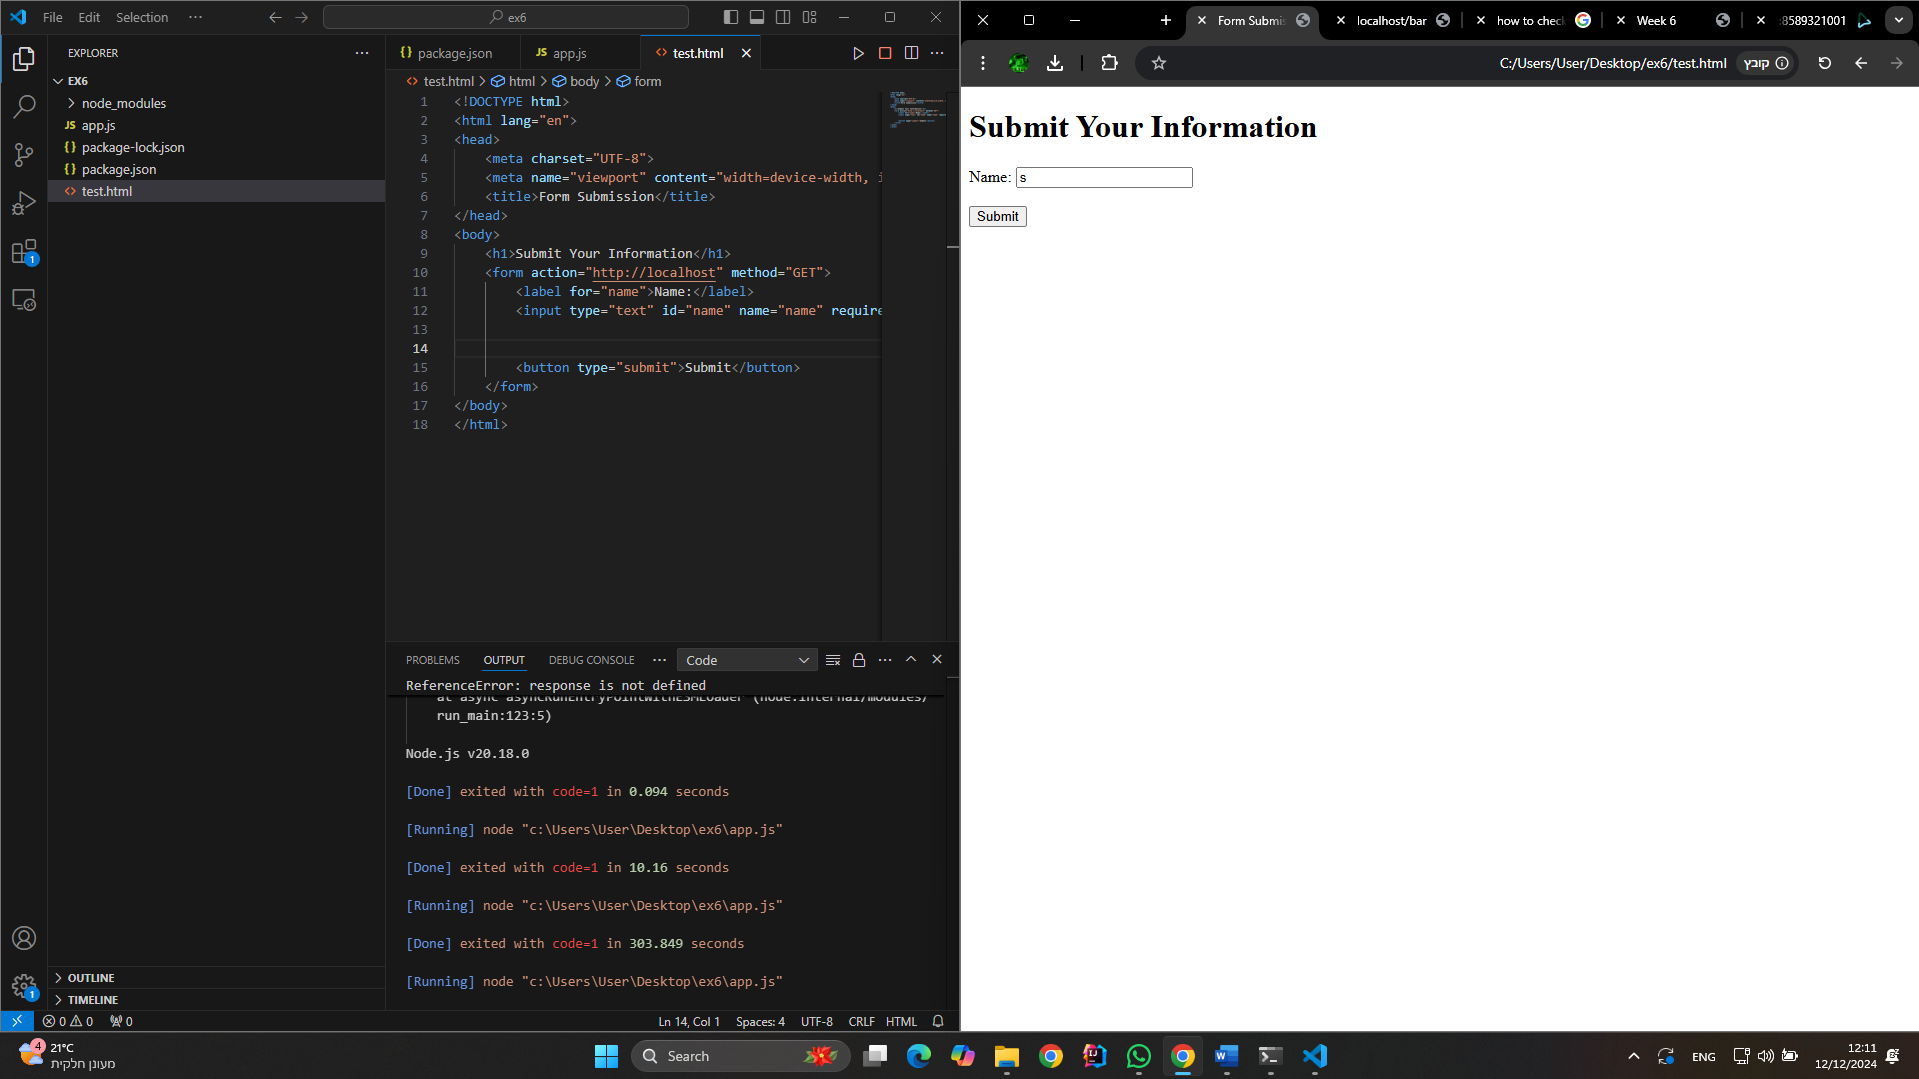 File Edit Selection ··· ex6
EXPLORER
EX6
node_modules
JS app.js
{} package-lock.json
{} package.json
<> test.html
OUTLINE
TIMELINE
{} package.json JS app.js <> test.html
<> test.html > html > body > form
1 <!DOCTYPE html>
2 <html lang="en">
3 <head>
4 <meta charset="UTF-8">
5 <meta name="viewport" content="width=device-width, i
6 <title>Form Submission</title>
7 </head>
8 <body>
9 <h1>Submit Your Information</h1>
10 <form action="http://localhost" method="GET">
11 <label for="name">Name:</label>
12 <input type="text" id="name" name="name" require
13
14
15 <button type="submit">Submit</button>
16 </form>
17 </body>
18 </html>
PROBLEMS OUTPUT DEBUG CONSOLE ··· Code
ReferenceError: response is not defined
at async asyncRunEntryPointWithESMLoader (node:internal/modules/
run_main:123:5)
Node.js v20.18.0
[Done] exited with code=1 in 0.094 seconds
[Running] node "c:\Users\User\Desktop\ex6\app.js"
[Done] exited with code=1 in 10.16 seconds
[Running] node "c:\Users\User\Desktop\ex6\app.js"
[Done] exited with code=1 in 303.849 seconds
[Running] node "c:\Users\User\Desktop\ex6\app.js"
1
1
0 0 0 Ln 14, Col 1 Spaces: 4 UTF-8 CRLF HTML
Form Submis localhost/bar how to chec Week 6 :8589321001
C:/Users/User/Desktop/ex6/test.html קובץ
Submit Your Information
Name: s
Submit
4 21°C
מעונן חלקית
Search
ENG
12:11
12/12/2024